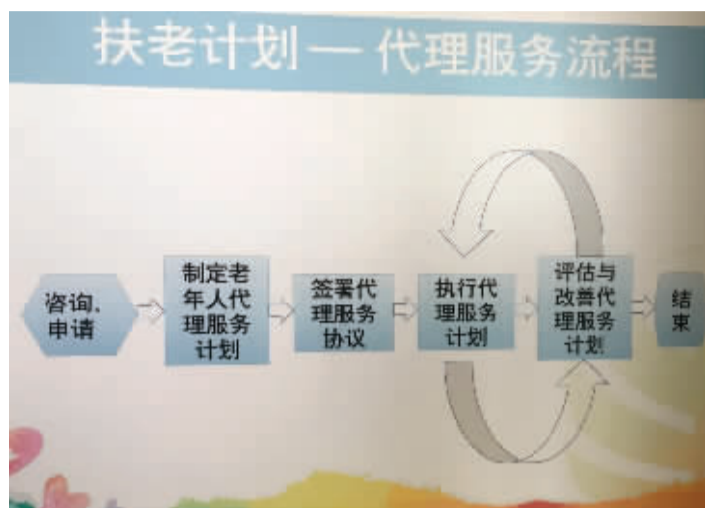 扶老计划 — 代理服务流程
咨询、
申请
制定老
年人代
理服务
计划
签署代
理服务
协议
执行代
理服务
计划
评估与
改善代
理服务
计划
结
束